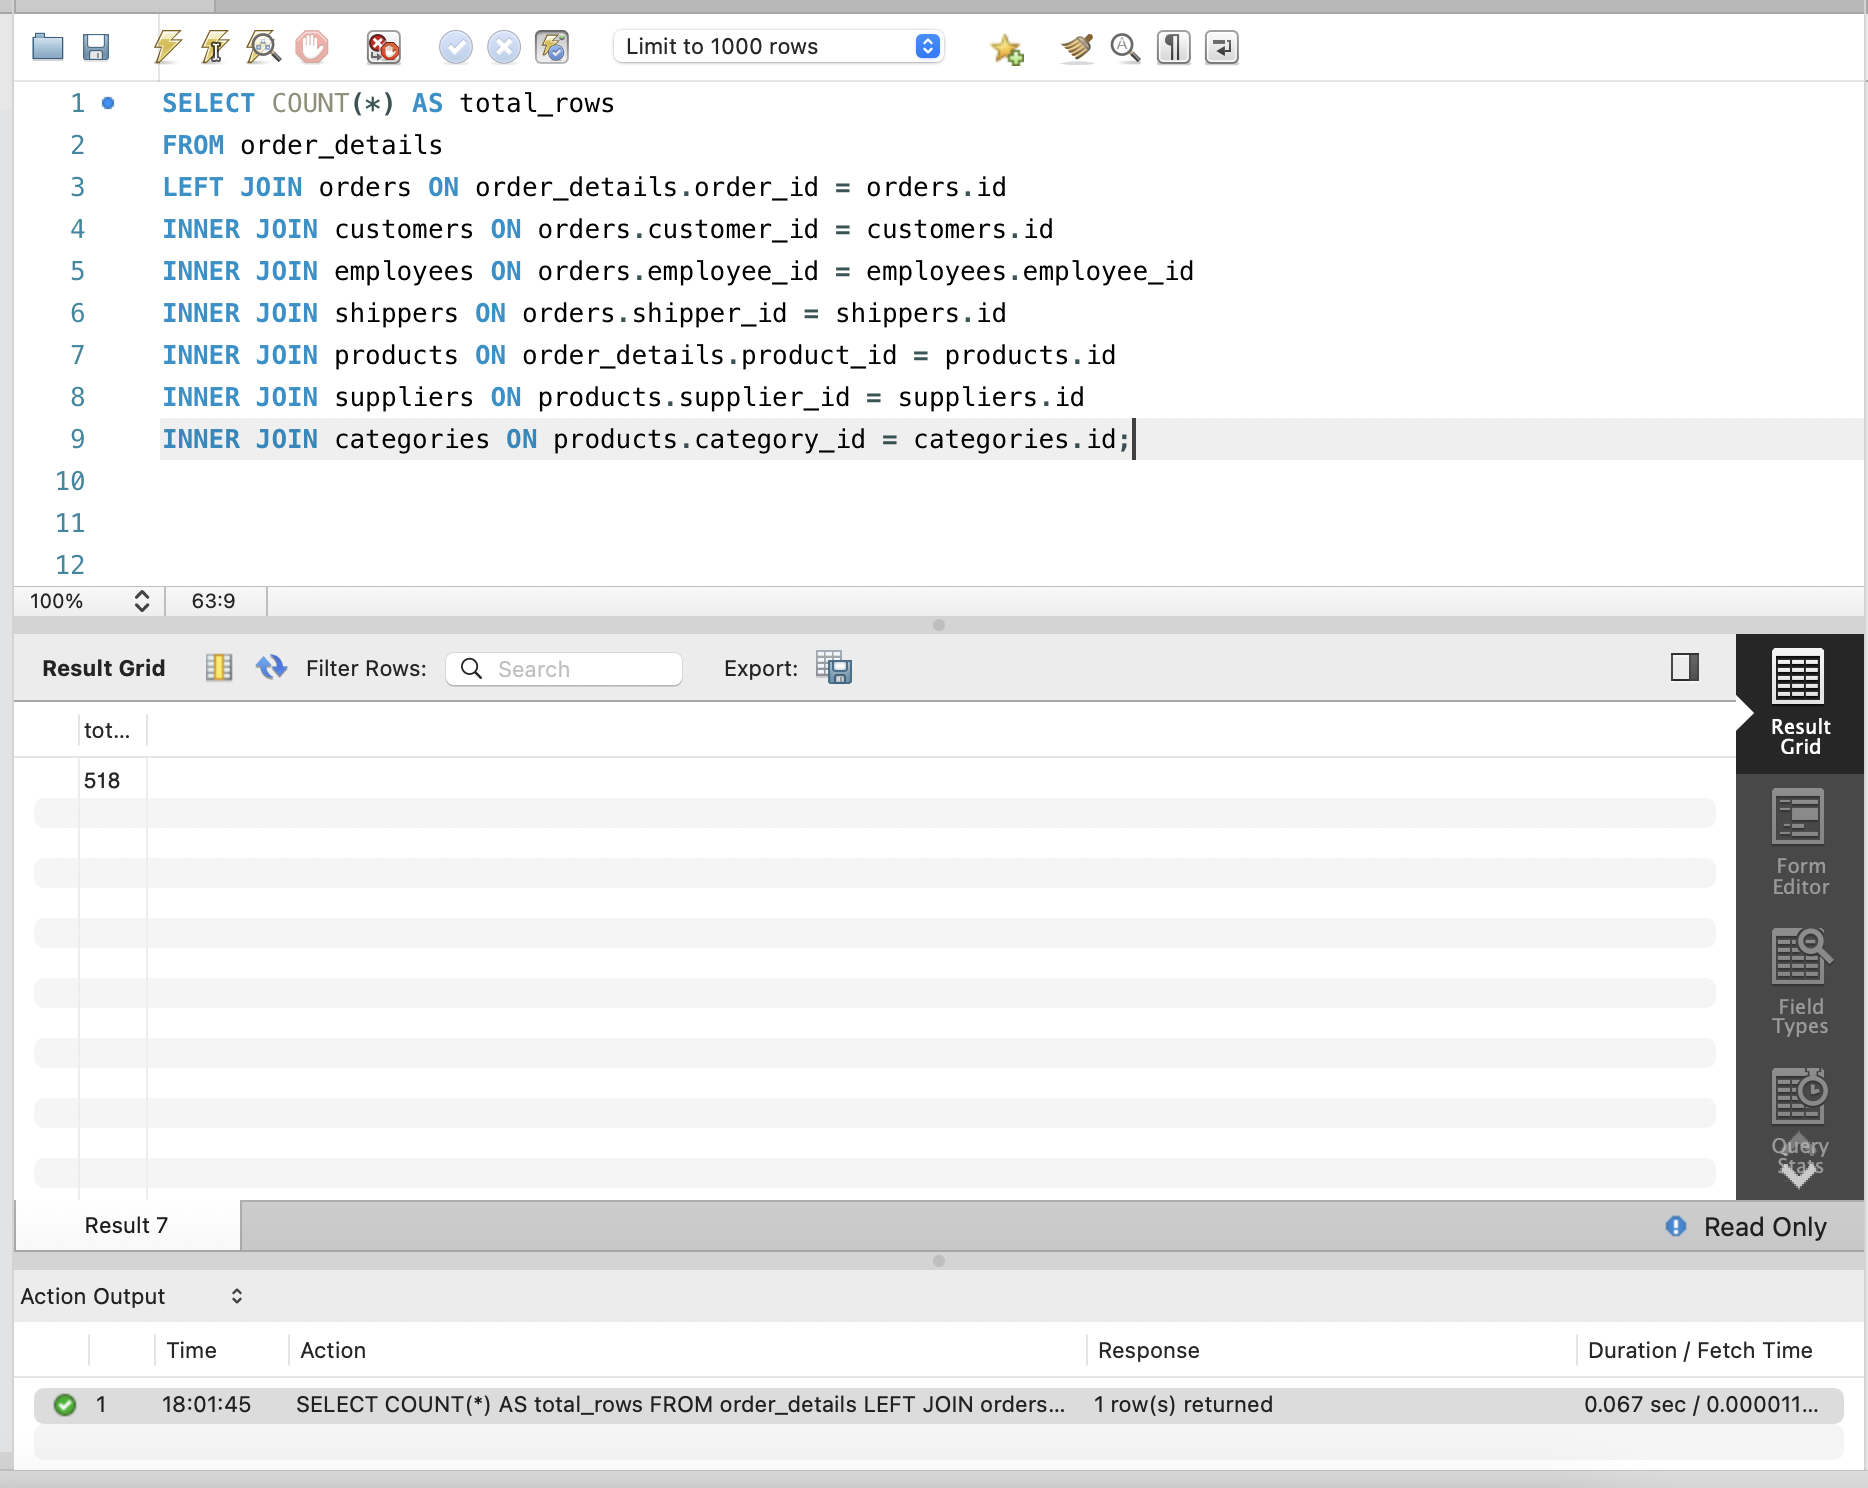 Limit to 1000 rows
1 SELECT COUNT(*) AS total_rows
2 FROM order_details
3 LEFT JOIN orders ON order_details.order_id = orders.id
4 INNER JOIN customers ON orders.customer_id = customers.id
5 INNER JOIN employees ON orders.employee_id = employees.employee_id
6 INNER JOIN shippers ON orders.shipper_id = shippers.id
7 INNER JOIN products ON order_details.product_id = products.id
8 INNER JOIN suppliers ON products.supplier_id = suppliers.id
9 INNER JOIN categories ON products.category_id = categories.id;
10
11
12
100% 63:9
Result Grid Filter Rows: Search Export:
tot...
518
Result
Grid
Form
Editor
Field
Types
Query
Stats
Result 7 Read Only
Action Output
Time Action Response Duration / Fetch Time
1 18:01:45 SELECT COUNT(*) AS total_rows FROM order_details LEFT JOIN orders... 1 row(s) returned 0.067 sec / 0.000011...